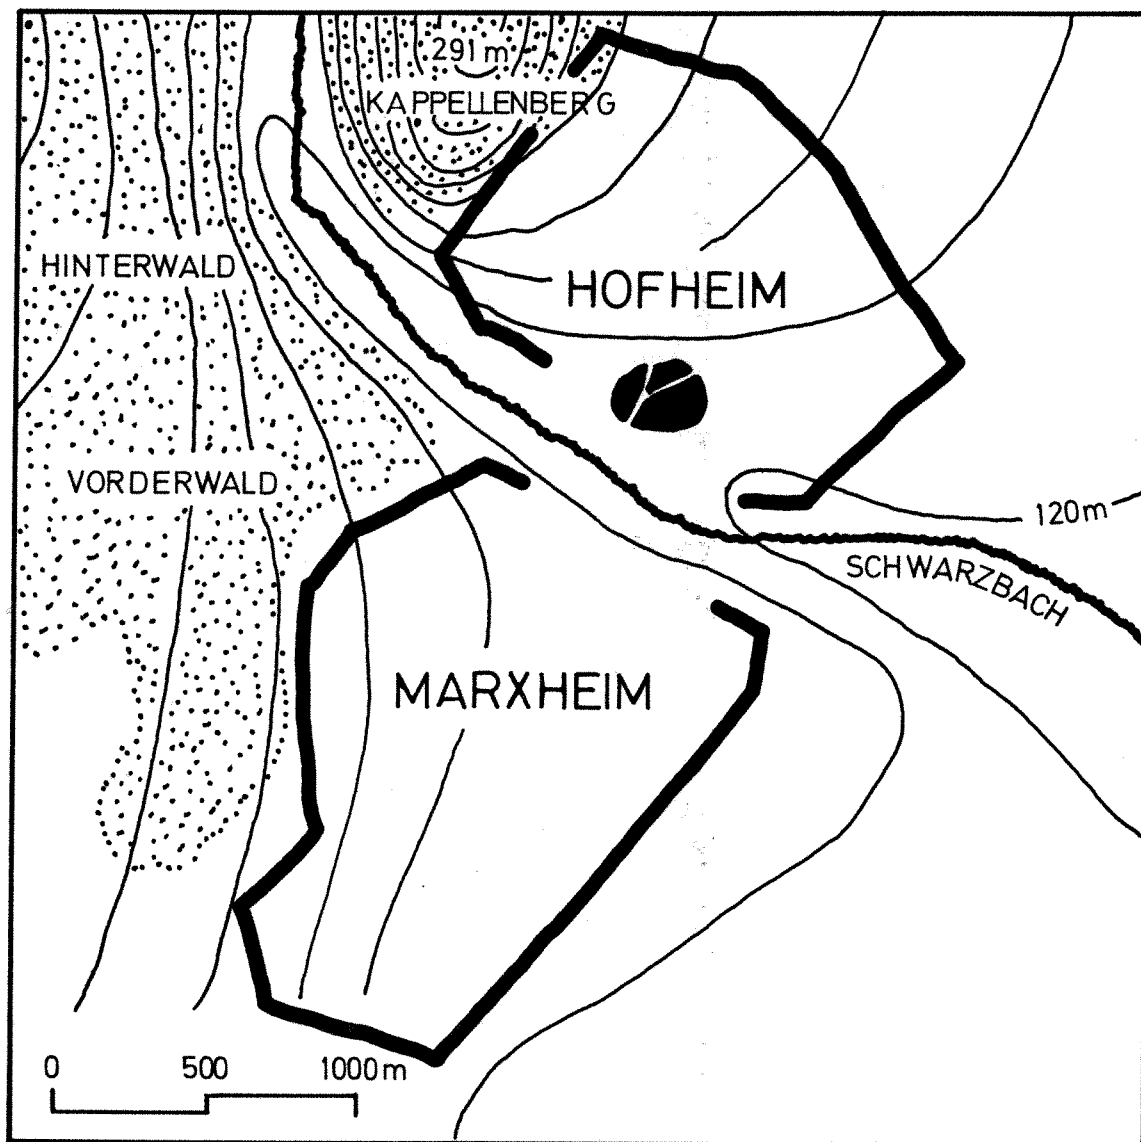 291 m
KAPPELLENBERG
HINTERWALD
HOFHEIM
VORDERWALD
120 m
SCHWARZBACH
MARXHEIM
0 500 1000 m